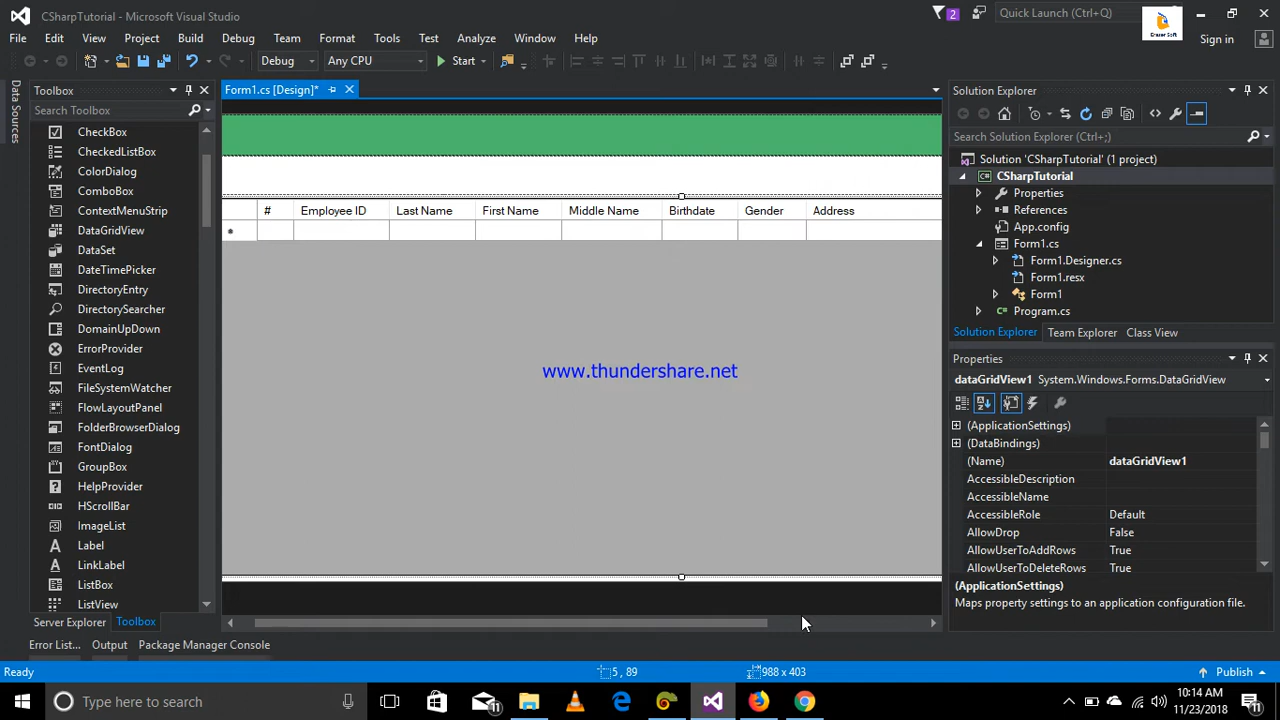 CSharpTutorial - Microsoft Visual Studio
2
Quick Launch (Ctrl+Q)
Eraser Soft
File Edit View Project Build Debug Team Format Tools Test Analyze Window Help
Sign in
Debug Any CPU Start
Data Sources
Toolbox
Search Toolbox
CheckBox
CheckedListBox
ColorDialog
ComboBox
ContextMenuStrip
DataGridView
DataSet
DateTimePicker
DirectoryEntry
DirectorySearcher
DomainUpDown
ErrorProvider
EventLog
FileSystemWatcher
FlowLayoutPanel
FolderBrowserDialog
FontDialog
GroupBox
HelpProvider
HScrollBar
ImageList
Label
LinkLabel
ListBox
ListView
Server Explorer Toolbox
Form1.cs [Design]*
# Employee ID Last Name First Name Middle Name Birthdate Gender Address
www.thundershare.net
Solution Explorer
Search Solution Explorer (Ctrl+;)
Solution 'CSharpTutorial' (1 project)
CSharpTutorial
Properties
References
App.config
Form1.cs
Form1.Designer.cs
Form1.resx
Form1
Program.cs
Solution Explorer Team Explorer Class View
Properties
dataGridView1 System.Windows.Forms.DataGridView
(ApplicationSettings)
(DataBindings)
(Name) dataGridView1
AccessibleDescription
AccessibleName
AccessibleRole Default
AllowDrop False
AllowUserToAddRows True
AllowUserToDeleteRows True
(ApplicationSettings)
Maps property settings to an application configuration file.
Error List... Output Package Manager Console
Ready 5 , 89 988 x 403 Publish
Type here to search 11 10:14 AM
11/23/2018 11